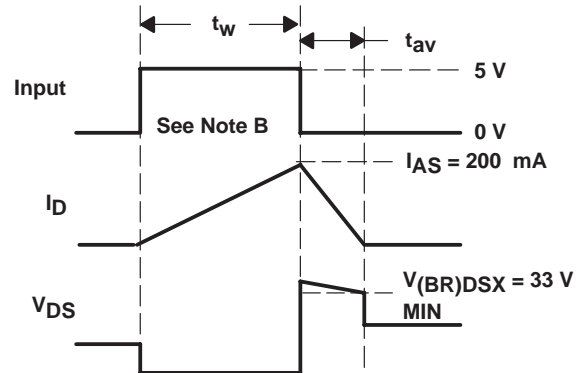 tw
tav
5 V
Input
0 V
See Note B
IAS = 200 mA
ID
V(BR)DSX = 33 V
MIN
VDS